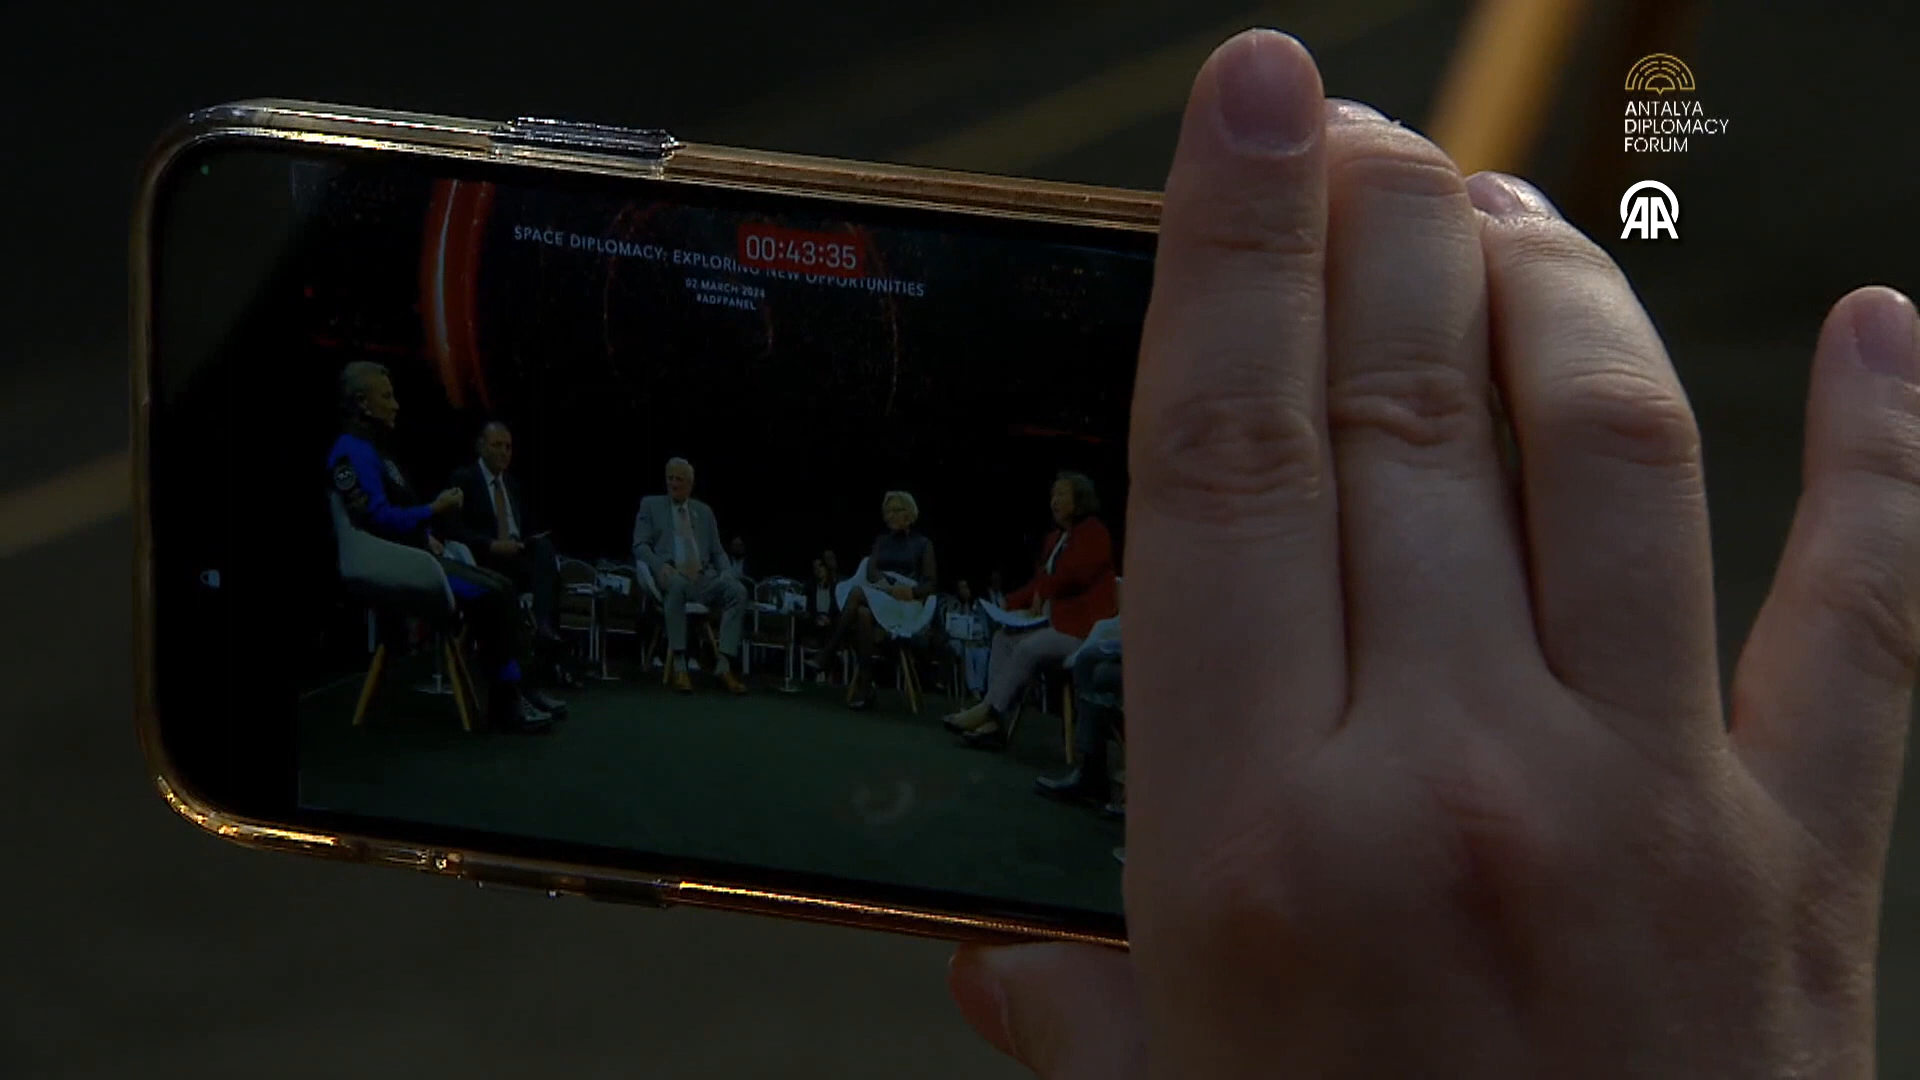 ANTALYA
DIPLOMACY
FORUM
AA
00:43:35
SPACE DIPLOMACY: EXPLORING NEW OPPORTUNITIES
02 MARCH 2024
#ADFPANEL